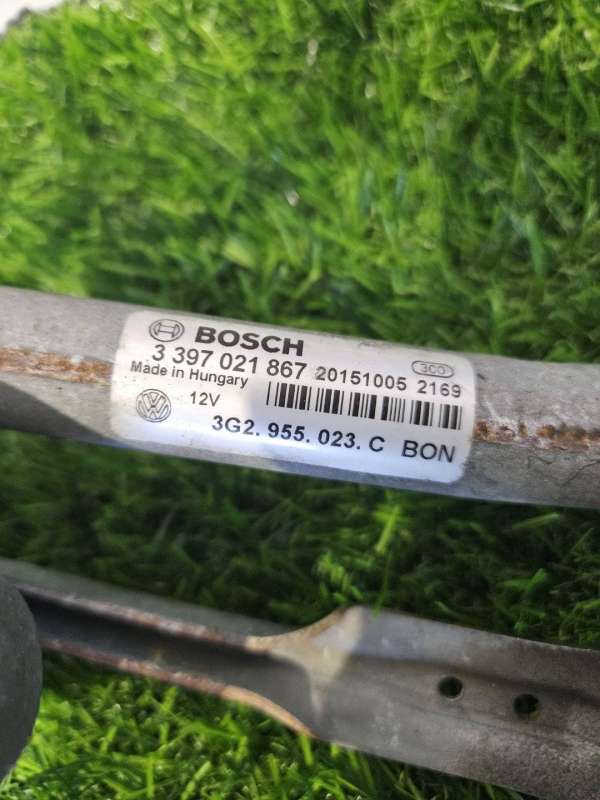 BOSCH
3 397 021 867 20151005 2169
3C0
Made in Hungary
12V
3G2. 955. 023. C BON